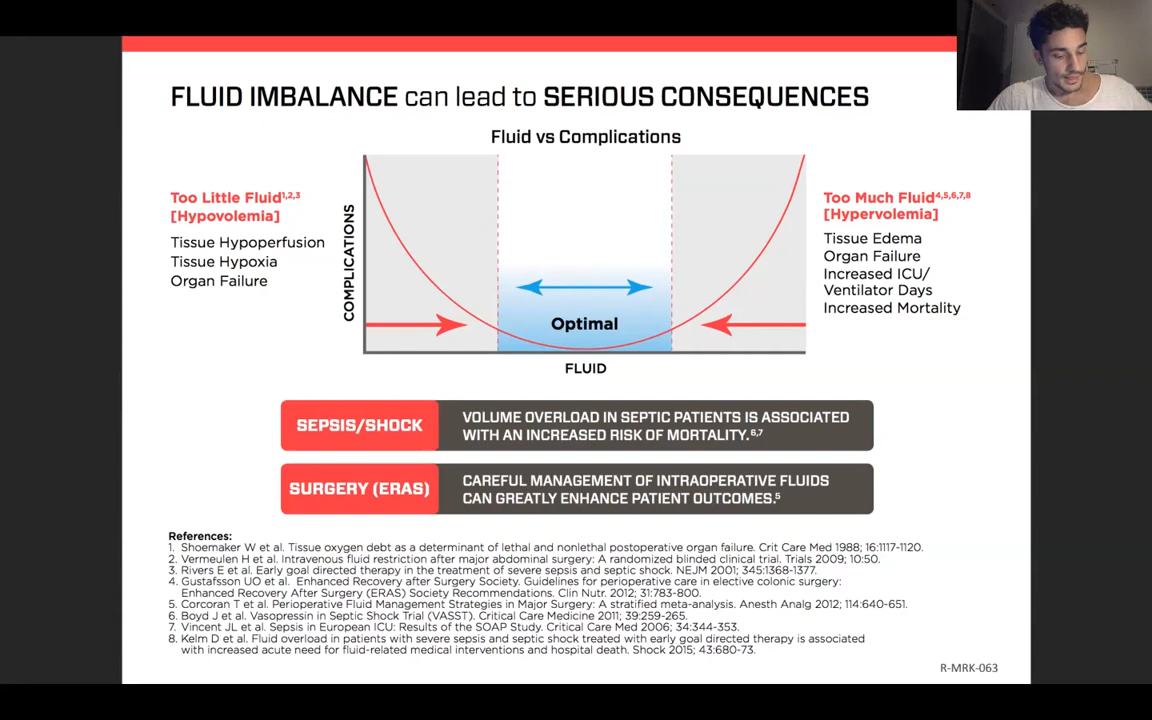 FLUID IMBALANCE can lead to SERIOUS CONSEQUENCES
Fluid vs Complications
Too Little Fluid1,2,3
[Hypovolemia]
Tissue Hypoperfusion
Tissue Hypoxia
Organ Failure
COMPLICATIONS
Optimal
FLUID
Too Much Fluid4,5,6,7,8
[Hypervolemia]
Tissue Edema
Organ Failure
Increased ICU/
Ventilator Days
Increased Mortality
SEPSIS/SHOCK
VOLUME OVERLOAD IN SEPTIC PATIENTS IS ASSOCIATED
WITH AN INCREASED RISK OF MORTALITY.6,7
SURGERY (ERAS)
CAREFUL MANAGEMENT OF INTRAOPERATIVE FLUIDS
CAN GREATLY ENHANCE PATIENT OUTCOMES.5
References:
1. Shoemaker W et al. Tissue oxygen debt as a determinant of lethal and nonlethal postoperative organ failure. Crit Care Med 1988; 16:1117-1120.
2. Vermeulen H et al. Intravenous fluid restriction after major abdominal surgery: A randomized blinded clinical trial. Trials 2009; 10:50.
3. Rivers E et al. Early goal directed therapy in the treatment of severe sepsis and septic shock. NEJM 2001; 345:1368-1377.
4. Gustafsson UO et al. Enhanced Recovery after Surgery Society. Guidelines for perioperative care in elective colonic surgery:
Enhanced Recovery After Surgery (ERAS) Society Recommendations. Clin Nutr. 2012; 31:783-800.
5. Corcoran T et al. Perioperative Fluid Management Strategies in Major Surgery: A stratified meta-analysis. Anesth Analg 2012; 114:640-651.
6. Boyd J et al. Vasopressin in Septic Shock Trial (VASST). Critical Care Medicine 2011; 39:259-265.
7. Vincent JL et al. Sepsis in European ICU: Results of the SOAP Study. Critical Care Med 2006; 34:344-353.
8. Kelm D et al. Fluid overload in patients with severe sepsis and septic shock treated with early goal directed therapy is associated
with increased acute need for fluid-related medical interventions and hospital death. Shock 2015; 43:680-73.
R-MRK-063